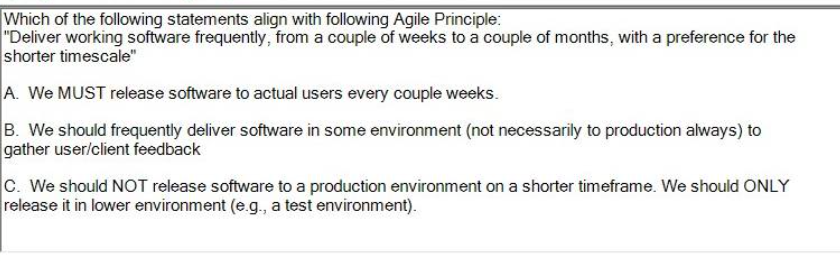 Which of the following statements align with following Agile Principle:
"Deliver working software frequently, from a couple of weeks to a couple of months, with a preference for the
shorter timescale"
A. We MUST release software to actual users every couple weeks.
B. We should frequently deliver software in some environment (not necessarily to production always) to
gather user/client feedback
C. We should NOT release software to a production environment on a shorter timeframe. We should ONLY
release it in lower environment (e.g., a test environment).